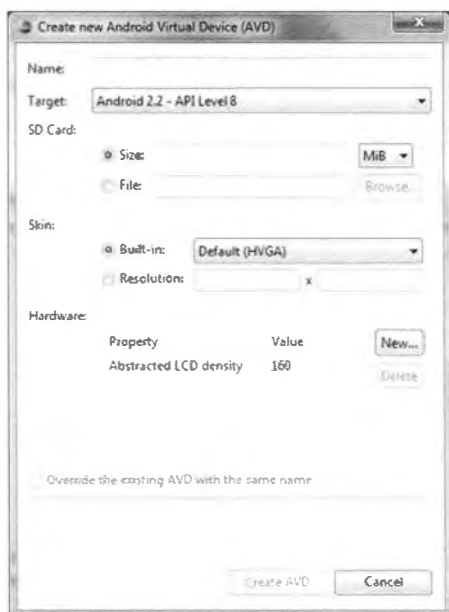 Create new Android Virtual Device (AVD)
Name:
Target: Android 2.2 - API Level 8
SD Card:
Size: MiB
File: Browse...
Skin:
Built-in: Default (HVGA)
Resolution: x
Hardware:
Property Value New...
Abstracted LCD density 160 Delete
Override the existing AVD with the same name
Create AVD Cancel